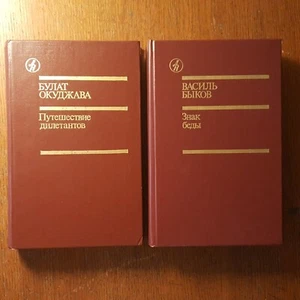 БУЛАТ
ОКУДЖАВА
Путешествие
дилетантов
ВАСИЛЬ
БЫКОВ
Знак
беды